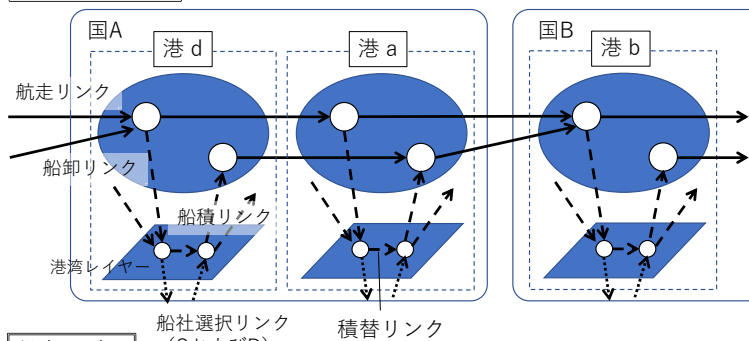 国A
国B
港 d
港 a
港 b
航走リンク
船卸リンク
船積リンク
港湾レイヤー
船社選択リンク
積替リンク